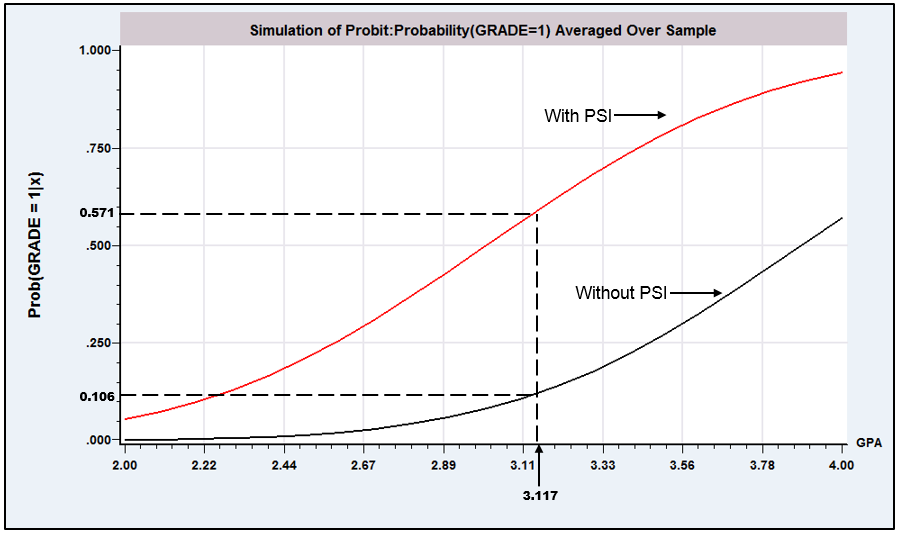 Simulation of Probit:Probability(GRADE=1) Averaged Over Sample
1.000
With PSI
.750
Prob(GRADE = 1|x)
0.571
.500
Without PSI
.250
0.106
.000
GPA
2.00 2.22 2.44 2.67 2.89 3.11 3.33 3.56 3.78 4.00
3.117